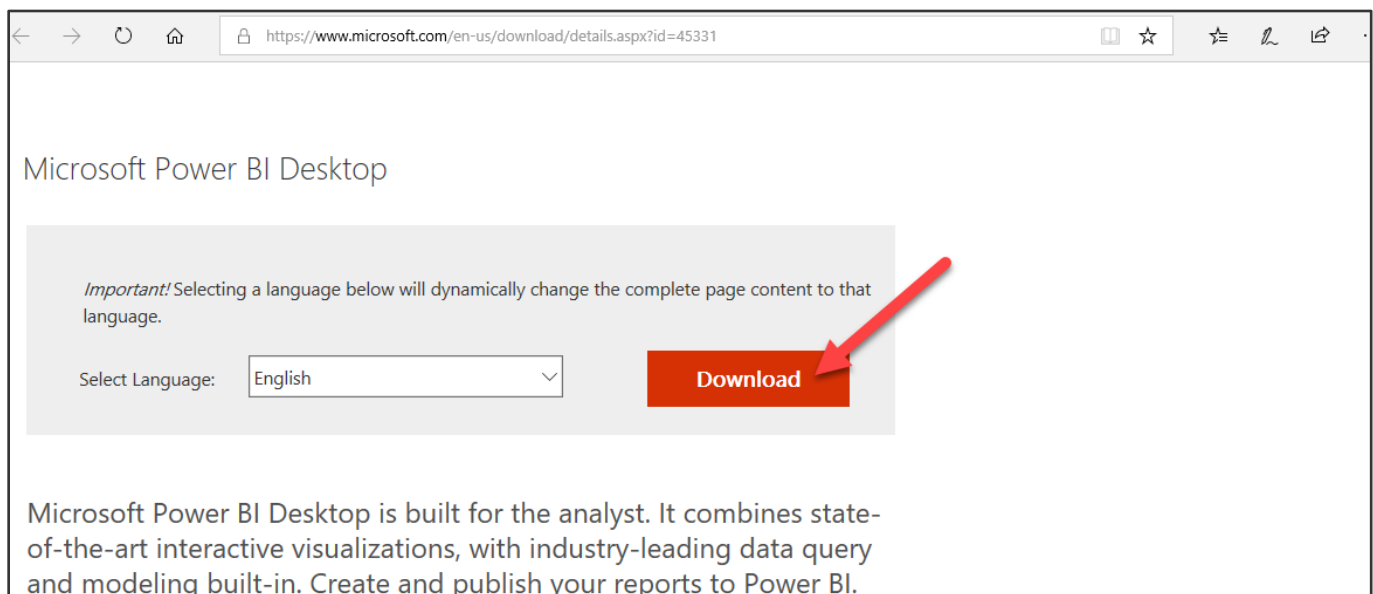 https://www.microsoft.com/en-us/download/details.aspx?id=45331
Microsoft Power BI Desktop
Important! Selecting a language below will dynamically change the complete page content to that
language.
Select Language:
English
Download
Microsoft Power BI Desktop is built for the analyst. It combines state-
of-the-art interactive visualizations, with industry-leading data query
and modeling built-in. Create and publish your reports to Power BI.